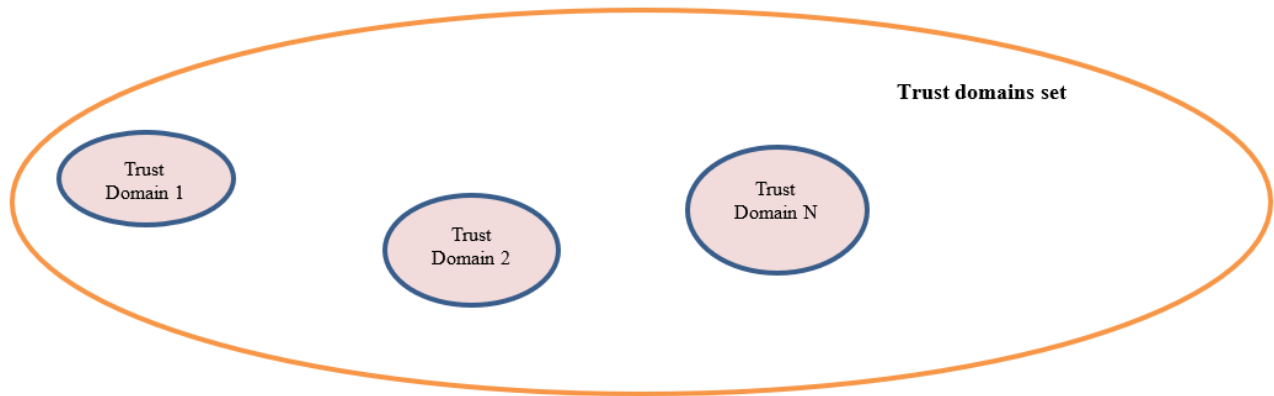 Trust domains set
Trust
Domain 1
Trust
Domain 2
Trust
Domain N